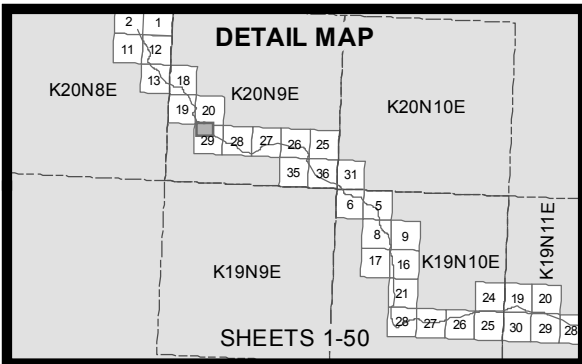 2 1
DETAIL MAP
11 12
13 18
K20N8E
K20N9E
19 20
K20N10E
29 28 27 26 25
35 36 31
6 5
8 9
K19N11E
17 16
K19N9E
K19N10E
21
24 19 20
28 27 26 25 30 29 28
SHEETS 1-50